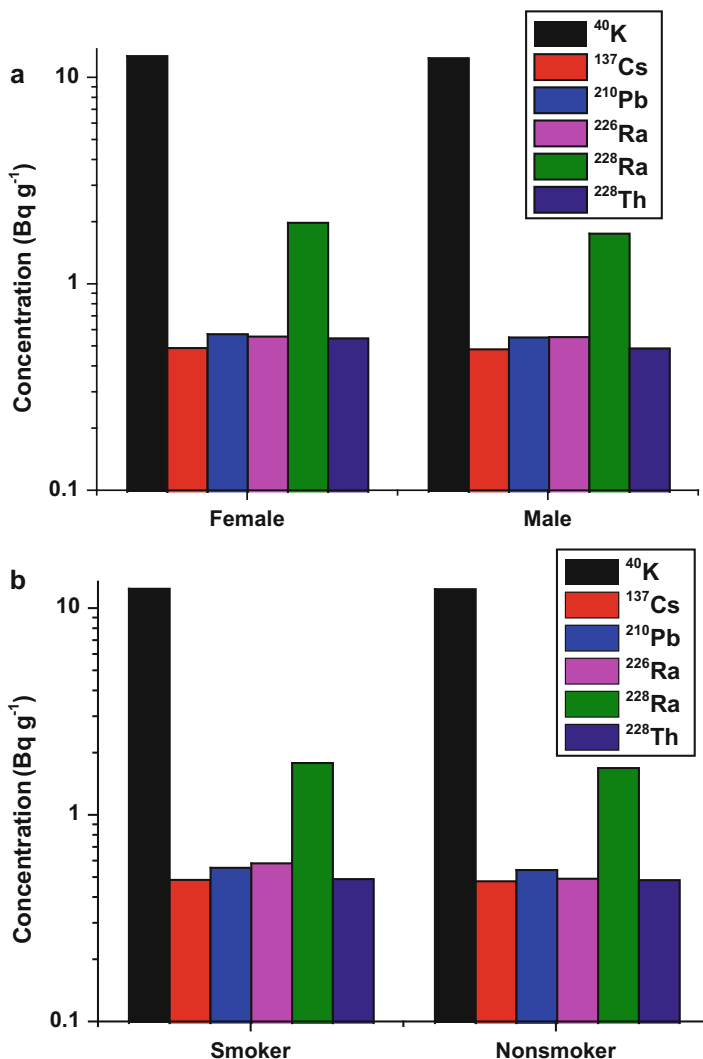 a
Concentration (Bq g⁻¹)
10
1
0.1
⁴⁰K
¹³⁷Cs
²¹⁰Pb
²²⁶Ra
²²⁸Ra
²²⁸Th
Female
Male
b
Concentration (Bq g⁻¹)
10
1
0.1
⁴⁰K
¹³⁷Cs
²¹⁰Pb
²²⁶Ra
²²⁸Ra
²²⁸Th
Smoker
Nonsmoker